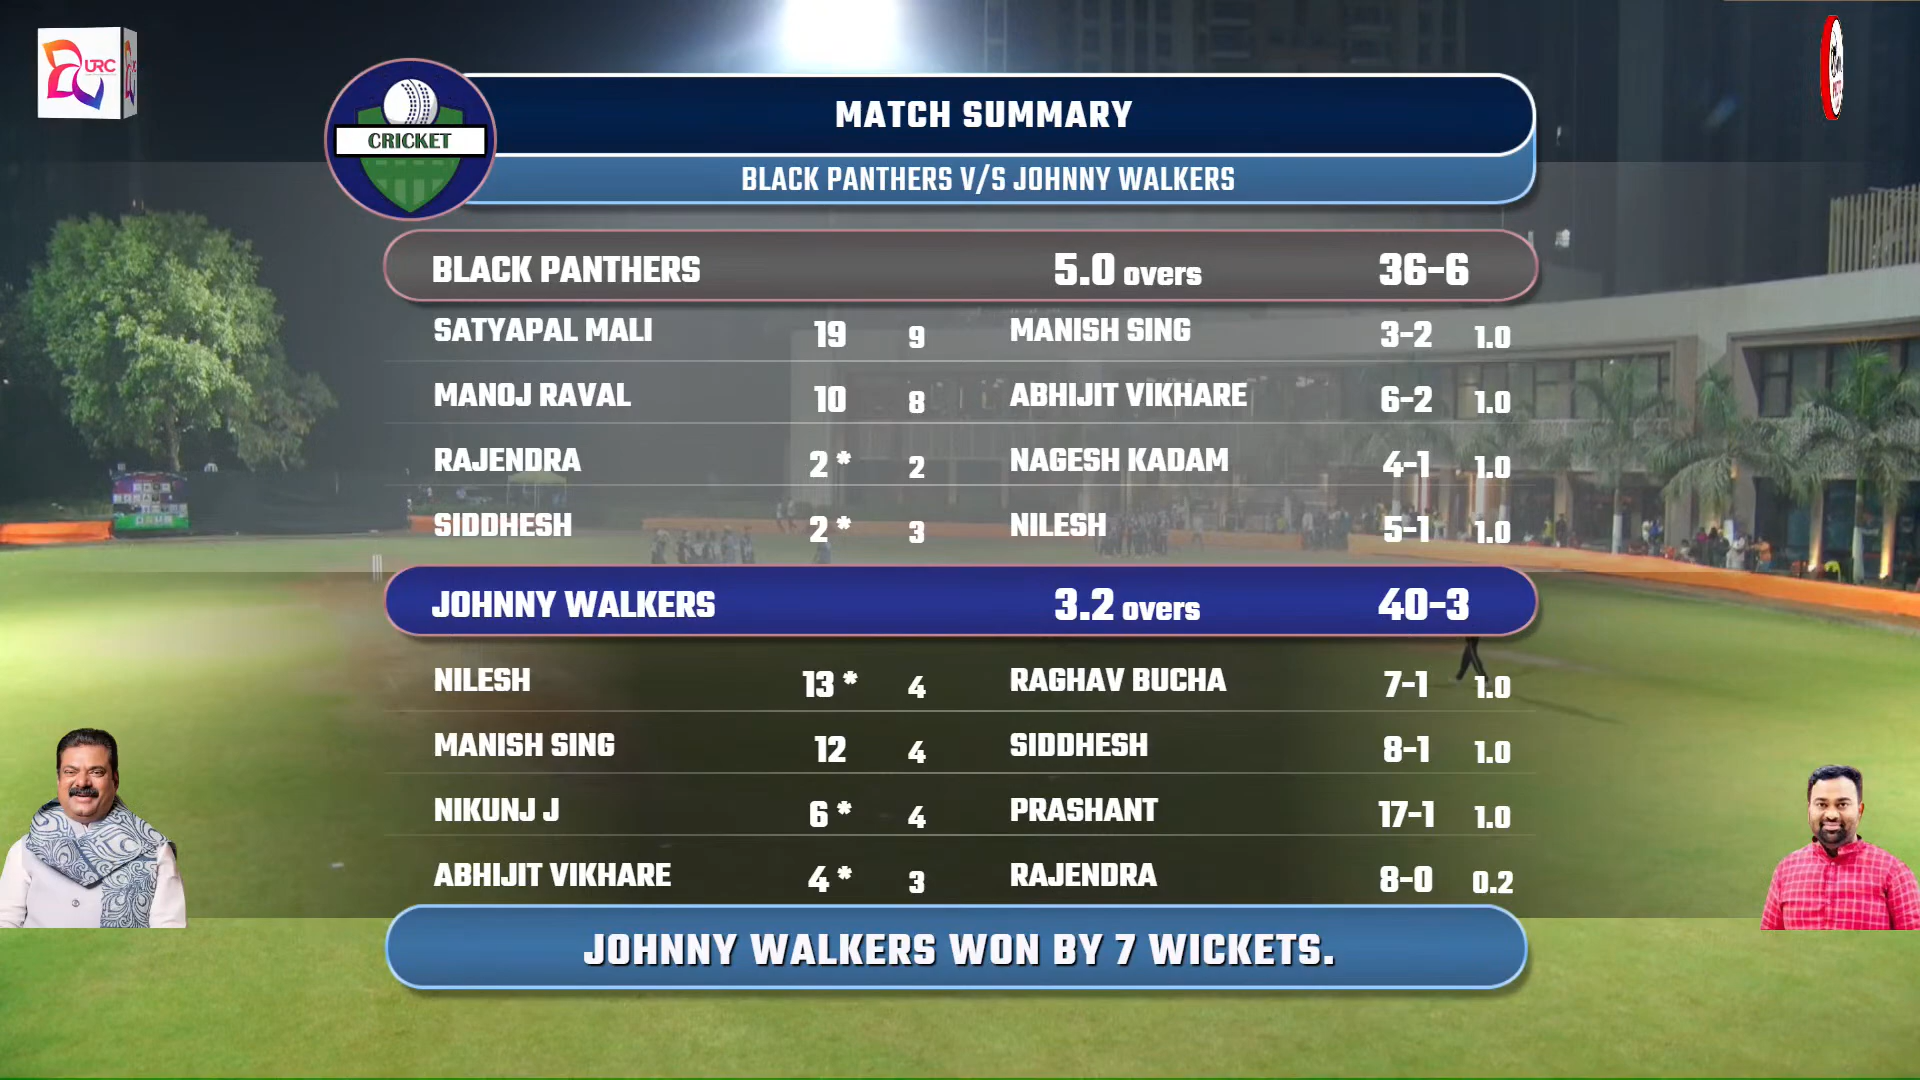 URC
CRICKET
MATCH SUMMARY
BLACK PANTHERS V/S JOHNNY WALKERS
BLACK PANTHERS 5.0 overs 36-6
SATYAPAL MALI 19 9 MANISH SING 3-2 1.0
MANOJ RAVAL 10 8 ABHIJIT VIKHARE 6-2 1.0
RAJENDRA 2 * 2 NAGESH KADAM 4-1 1.0
SIDDHESH 2 * 3 NILESH 5-1 1.0
JOHNNY WALKERS 3.2 overs 40-3
NILESH 13 * 4 RAGHAV BUCHA 7-1 1.0
MANISH SING 12 4 SIDDHESH 8-1 1.0
NIKUNJ J 6 * 4 PRASHANT 17-1 1.0
ABHIJIT VIKHARE 4 * 3 RAJENDRA 8-0 0.2
JOHNNY WALKERS WON BY 7 WICKETS.